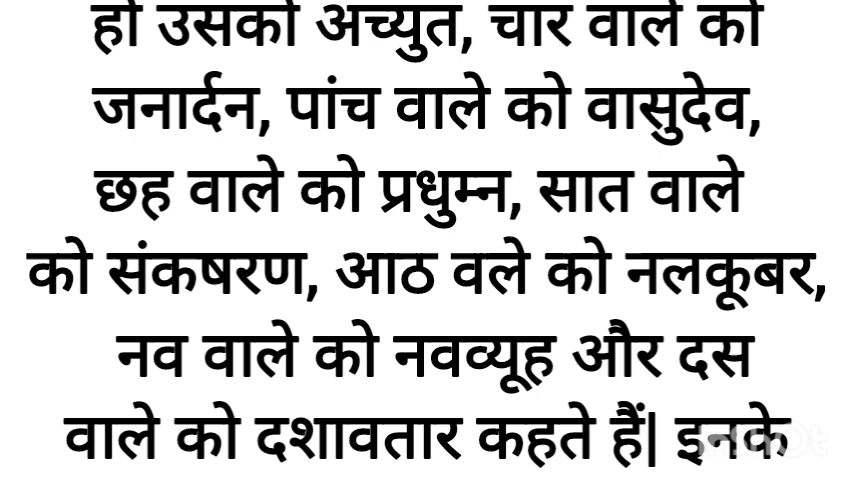 हो उसको अच्युत, चार वाले को
जनार्दन, पांच वाले को वासुदेव,
छह वाले को प्रधुम्न, सात वाले
को संकषरण, आठ वले को नलकूबर,
नव वाले को नवव्यूह और दस
वाले को दशावतार कहते हैं| इनके